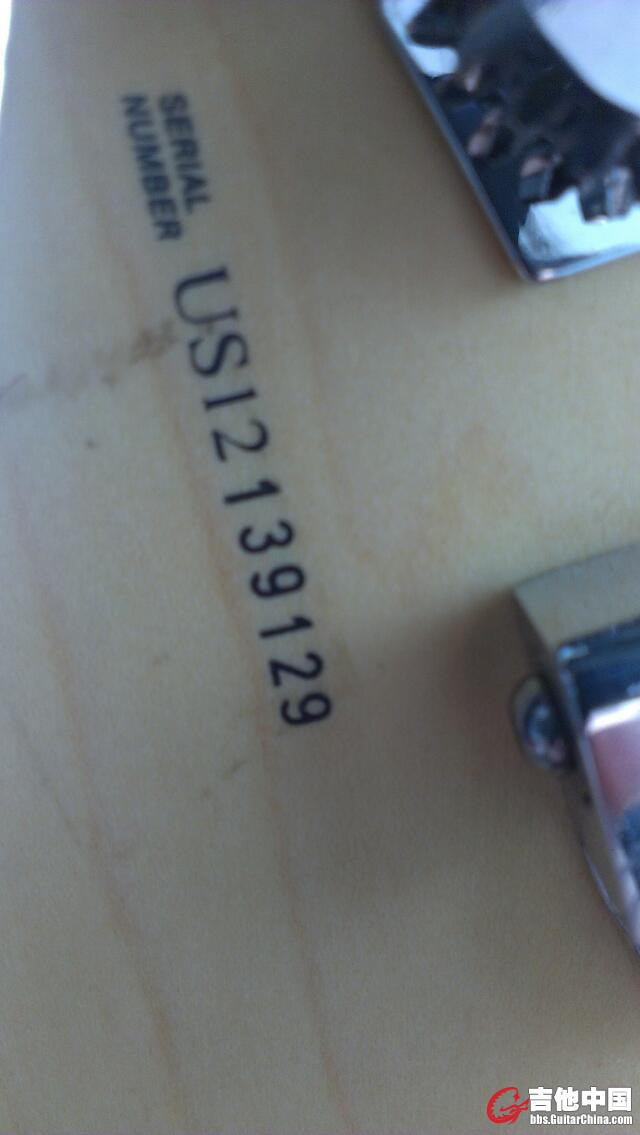 SERIAL
NUMBER
US12139129
吉他中国
bbs.GuitarChina.com